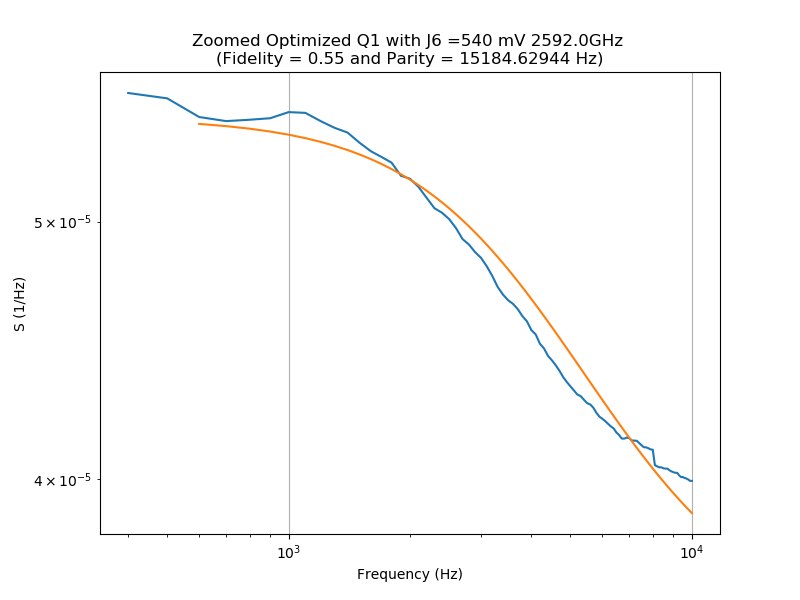 Zoomed Optimized Q1 with J6 =540 mV 2592.0GHz
(Fidelity = 0.55 and Parity = 15184.62944 Hz)
S (1/Hz)
5 × 10⁻⁵
4 × 10⁻⁵
10³
10⁴
Frequency (Hz)